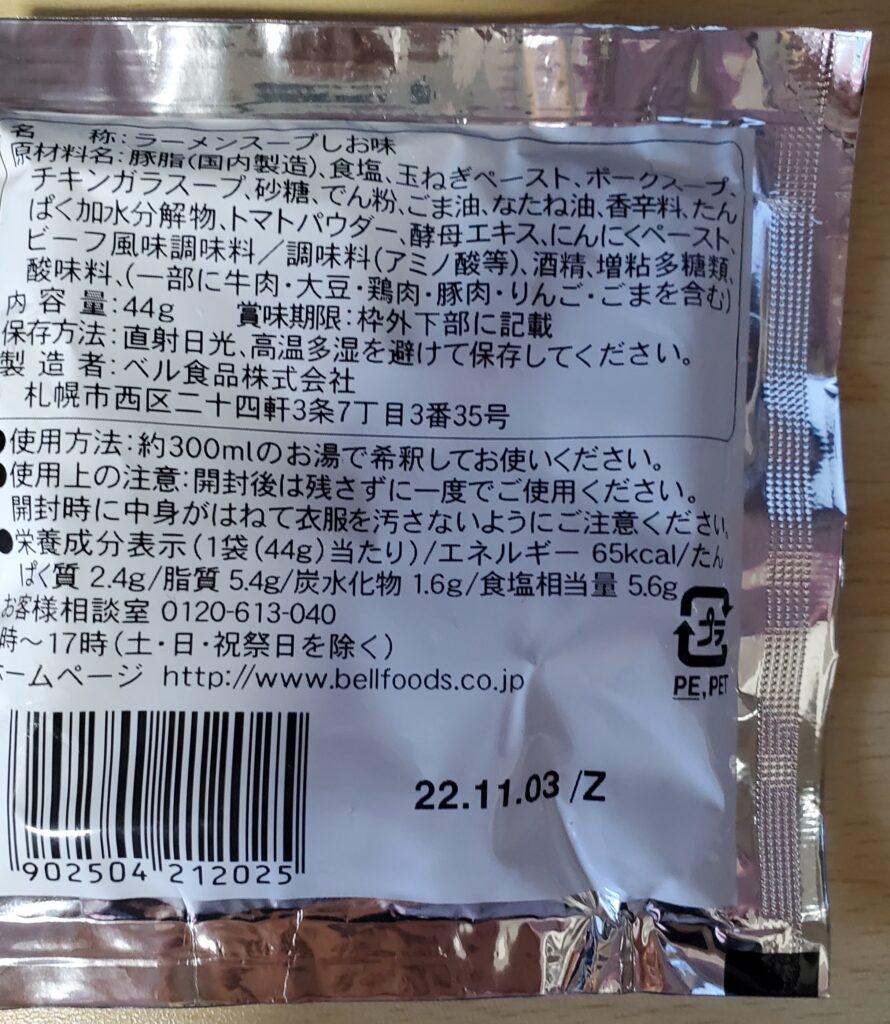 名 称:ラーメンスープしお味
原材料名:豚脂(国内製造)、食塩、玉ねぎペースト、ポークスープ、
チキンガラスープ、砂糖、でん粉、ごま油、なたね油、香辛料、たん
ぱく加水分解物、トマトパウダー、酵母エキス、にんにくペースト、
ビーフ風味調味料/調味料(アミノ酸等)、酒精、増粘多糖類、
酸味料、(一部に牛肉・大豆・鶏肉・豚肉・りんご・ごまを含む)
内 容 量:44g 賞味期限:枠外下部に記載
保存方法:直射日光、高温多湿を避けて保存してください。
製 造 者:ベル食品株式会社
札幌市西区二十四軒3条7丁目3番35号
●使用方法:約300mlのお湯で希釈してお使いください。
●使用上の注意:開封後は残さずに一度でご使用ください。
開封時に中身がはねて衣服を汚さないようにご注意ください。
●栄養成分表示(1袋(44g)当たり)/エネルギー 65kcal/たん
ぱく質 2.4g/脂質 5.4g/炭水化物 1.6g/食塩相当量 5.6g
お客様相談室 0120-613-040
時〜17時(土・日・祝祭日を除く)
ホームページ http://www.bellfoods.co.jp
プラ
PE,PET
22.11.03 /Z
902504 212025